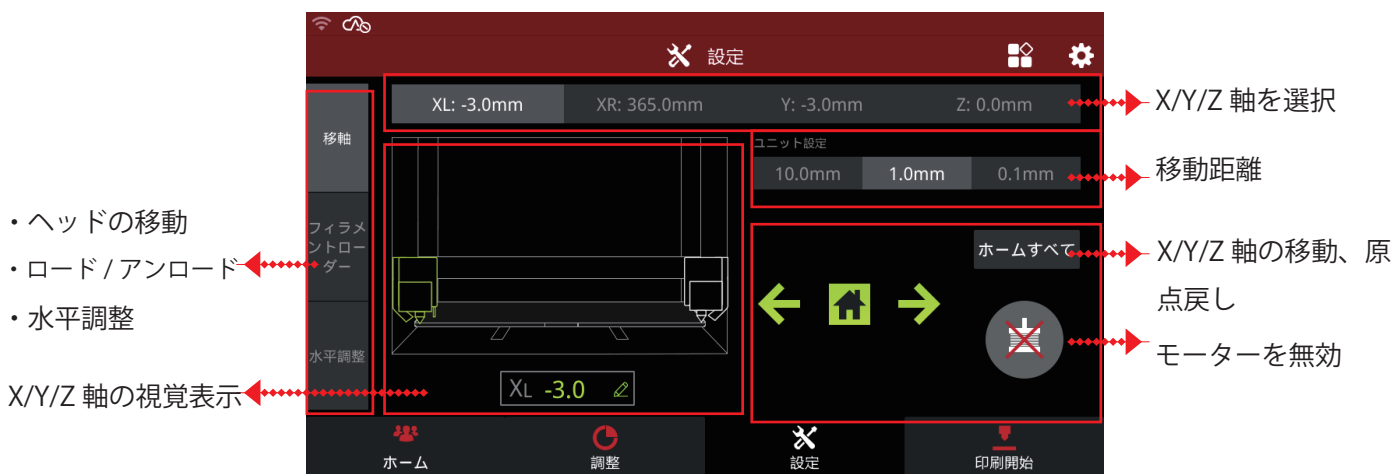 設定
XL: -3.0mm
XR: 365.0mm
Y: -3.0mm
Z: 0.0mm
X/Y/Z 軸を選択
移軸
ユニット設定
10.0mm
1.0mm
0.1mm
移動距離
・ヘッドの移動
・ロード / アンロード
・水平調整
フィラメ
ントロー
ダー
ホームすべて
X/Y/Z 軸の移動、原
点戻し
モーターを無効
水平調整
X/Y/Z 軸の視覚表示
XL -3.0
ホーム
調整
設定
印刷開始